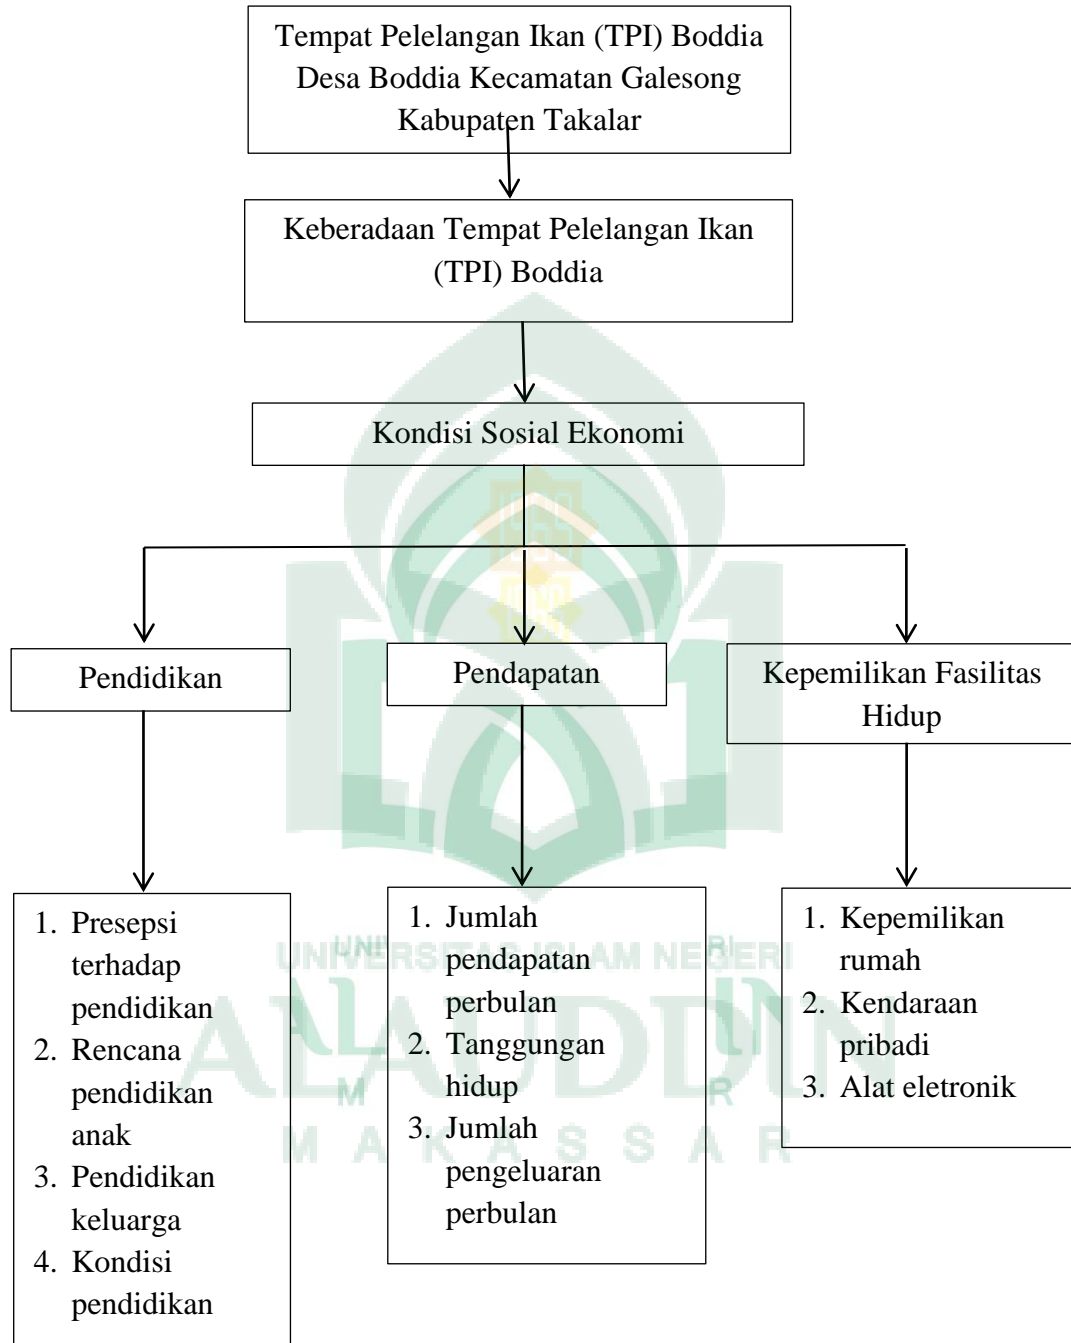 Tempat Pelelangan Ikan (TPI) Boddia
Desa Boddia Kecamatan Galesong
Kabupaten Takalar
Keberadaan Tempat Pelelangan Ikan
(TPI) Boddia
Kondisi Sosial Ekonomi
Pendidikan
Pendapatan
Kepemilikan Fasilitas
Hidup
1. Presepsi
terhadap
pendidikan
2. Rencana
pendidikan
anak
3. Pendidikan
keluarga
4. Kondisi
pendidikan
1. Jumlah
pendapatan
perbulan
2. Tanggungan
hidup
3. Jumlah
pengeluaran
perbulan
1. Kepemilikan
rumah
2. Kendaraan
pribadi
3. Alat eletronik
UNIVERSITAS ISLAM NEGERI
ALAUDDIN
MAKASSAR